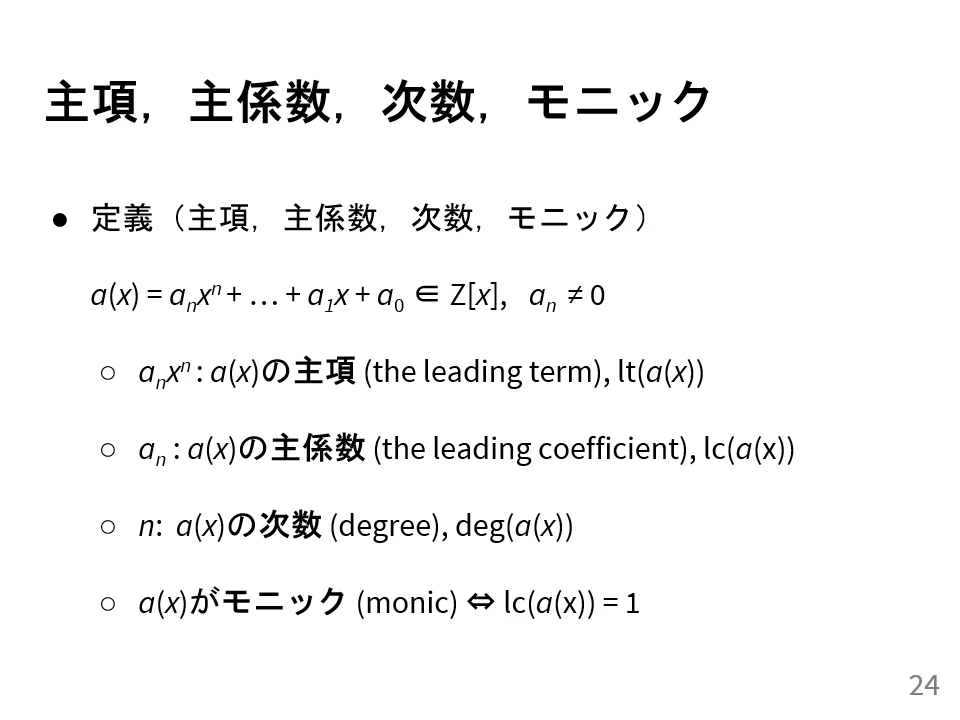 主項，主係数，次数，モニック
● 定義（主項，主係数，次数，モニック）
a(x) = aₙxⁿ + … + a₁x + a₀ ∈ Z[x],　aₙ ≠ 0
○ aₙxⁿ : a(x)の主項 (the leading term), lt(a(x))
○ aₙ : a(x)の主係数 (the leading coefficient), lc(a(x))
○ n: a(x)の次数 (degree), deg(a(x))
○ a(x)がモニック (monic) ⇔ lc(a(x)) = 1
24